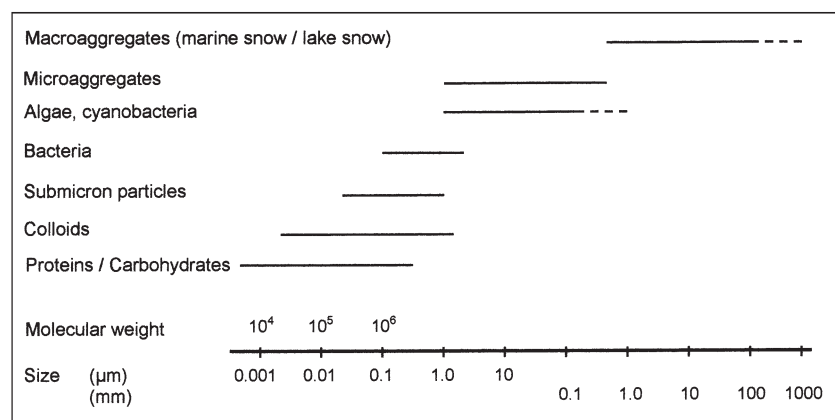 Macroaggregates (marine snow / lake snow)
Microaggregates
Algae, cyanobacteria
Bacteria
Submicron particles
Colloids
Proteins / Carbohydrates
Molecular weight 10⁴ 10⁵ 10⁶
Size (µm) 0.001 0.01 0.1 1.0 10
(mm) 0.1 1.0 10 100 1000